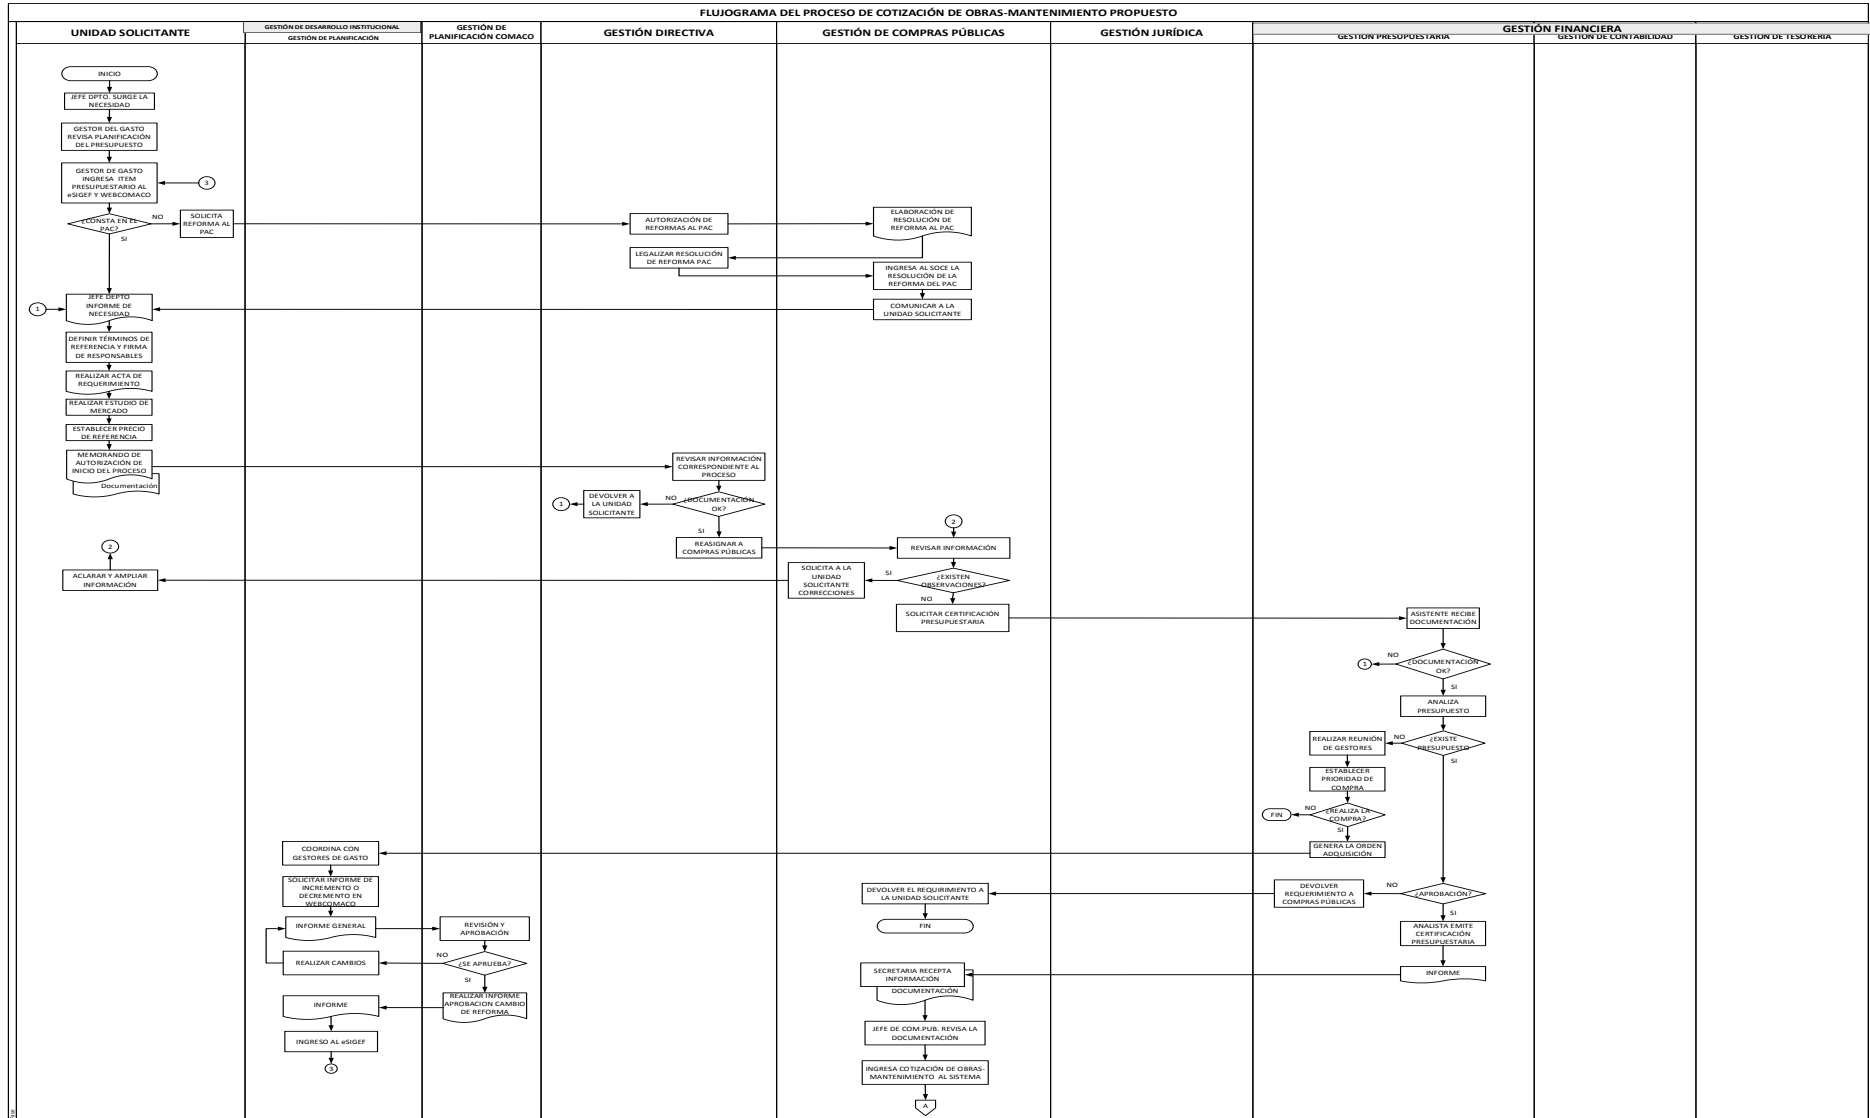 FLUJOGRAMA DEL PROCESO DE COTIZACIÓN DE OBRAS-MANTENIMIENTO PROPUESTO
UNIDAD SOLICITANTE
GESTIÓN DE DESARROLLO INSTITUCIONAL
GESTIÓN DE PLANIFICACIÓN
GESTIÓN DE
PLANIFICACIÓN COMACO
GESTIÓN DIRECTIVA
GESTIÓN DE COMPRAS PÚBLICAS
GESTIÓN JURÍDICA
GESTIÓN FINANCIERA
GESTIÓN PRESUPUESTARIA
GESTIÓN DE CONTABILIDAD
GESTIÓN DE TESORERIA
INICIO
JEFE DPTO. SURGE LA
NECESIDAD
GESTOR DEL GASTO
REVISA PLANIFICACIÓN
DEL PRESUPUESTO
GESTOR DE GASTO
INGRESA ITEM
PRESUPUESTARIO AL
eSIGEF Y WEBCOMACO
3
¿CONSTA EN EL
PAC?
NO
SI
SOLICITA
REFORMA AL
PAC
AUTORIZACIÓN DE
REFORMAS AL PAC
ELABORACIÓN DE
RESOLUCIÓN DE
REFORMA AL PAC
LEGALIZAR RESOLUCIÓN
DE REFORMA PAC
INGRESA AL SOCE LA
RESOLUCIÓN DE LA
REFORMA DEL PAC
COMUNICAR A LA
UNIDAD SOLICITANTE
1
JEFE DEPTO
INFORME DE
NECESIDAD
DEFINIR TÉRMINOS DE
REFERENCIA Y FIRMA
DE RESPONSABLES
REALIZAR ACTA DE
REQUERIMIENTO
REALIZAR ESTUDIO DE
MERCADO
ESTABLECER PRECIO
DE REFERENCIA
MEMORANDO DE
AUTORIZACIÓN DE
INICIO DEL PROCESO
Documentación
REVISAR INFORMACIÓN
CORRESPONDIENTE AL
PROCESO
¿DOCUMENTACIÓN
OK?
NO
SI
DEVOLVER A
LA UNIDAD
SOLICITANTE
1
REASIGNAR A
COMPRAS PÚBLICAS
2
REVISAR INFORMACIÓN
¿EXISTEN
OBSERVACIONES?
SI
NO
SOLICITA A LA
UNIDAD
SOLICITANTE
CORRECCIONES
2
ACLARAR Y AMPLIAR
INFORMACIÓN
SOLICITAR CERTIFICACIÓN
PRESUPUESTARIA
ASISTENTE RECIBE
DOCUMENTACIÓN
¿DOCUMENTACIÓN
OK?
NO
1
SI
ANALIZA
PRESUPUESTO
¿EXISTE
PRESUPUESTO
NO
SI
REALIZAR REUNIÓN
DE GESTORES
ESTABLECER
PRIORIDAD DE
COMPRA
¿REALIZA LA
COMPRA?
NO
FIN
SI
GENERA LA ORDEN
ADQUISICIÓN
COORDINA CON
GESTORES DE GASTO
SOLICITAR INFORME DE
INCREMENTO O
DECREMENTO EN
WEBCOMACO
INFORME GENERAL
REVISIÓN Y
APROBACIÓN
¿SE APRUEBA?
NO
SI
REALIZAR CAMBIOS
REALIZAR INFORME
APROBACION CAMBIO
DE REFORMA
INFORME
INGRESO AL eSIGEF
3
¿APROBACIÓN?
NO
SI
DEVOLVER
REQUERIMIENTO A
COMPRAS PÚBLICAS
DEVOLVER EL REQUIRIMIENTO A
LA UNIDAD SOLICITANTE
FIN
ANALISTA EMITE
CERTIFICACIÓN
PRESUPUESTARIA
INFORME
SECRETARIA RECEPTA
INFORMACIÓN
DOCUMENTACIÓN
JEFE DE COM.PUB. REVISA LA
DOCUMENTACIÓN
INGRESA COTIZACIÓN DE OBRAS-
MANTENIMIENTO AL SISTEMA
A